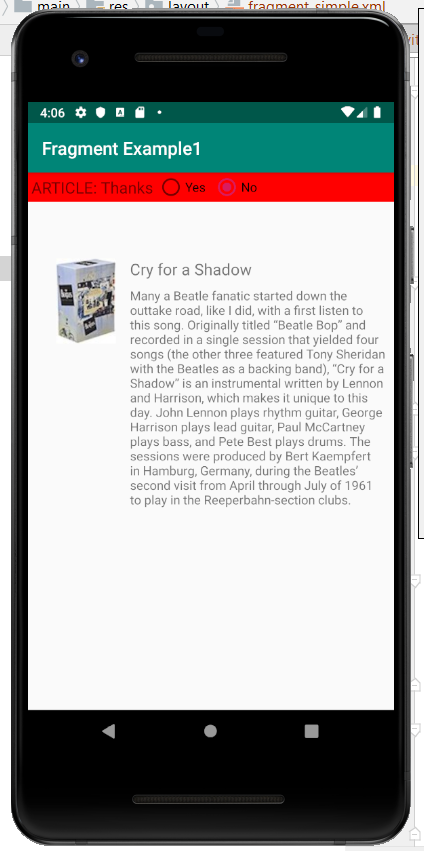 main
res
layout
fragment_simple.xml
4:06
Fragment Example1
ARTICLE: Thanks Yes No
Cry for a Shadow
Many a Beatle fanatic started down the
outtake road, like I did, with a first listen to
this song. Originally titled “Beatle Bop” and
recorded in a single session that yielded four
songs (the other three featured Tony Sheridan
with the Beatles as a backing band), “Cry for a
Shadow” is an instrumental written by Lennon
and Harrison, which makes it unique to this
day. John Lennon plays rhythm guitar, George
Harrison plays lead guitar, Paul McCartney
plays bass, and Pete Best plays drums. The
sessions were produced by Bert Kaempfert
in Hamburg, Germany, during the Beatles’
second visit from April through July of 1961
to play in the Reeperbahn-section clubs.